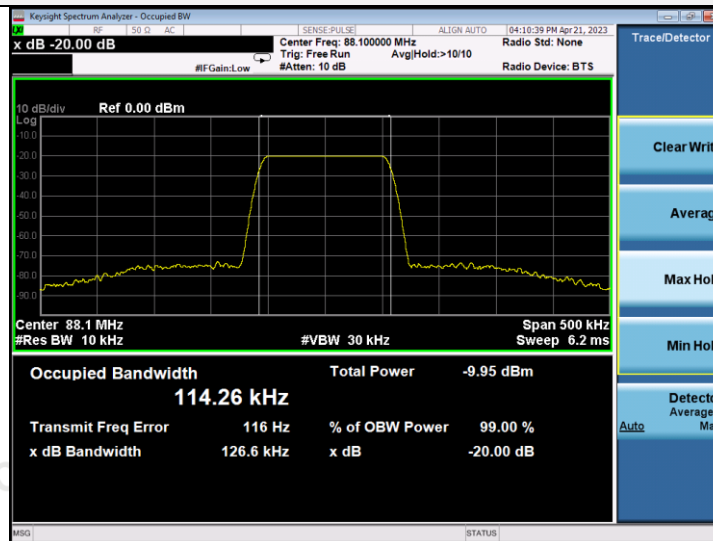 Keysight Spectrum Analyzer - Occupied BW
RF 50 Ω AC SENSE:PULSE ALIGN AUTO 04:10:39 PM Apr 21, 2023
x dB -20.00 dB
Center Freq: 88.100000 MHz
Radio Std: None
Trig: Free Run Avg|Hold:>10/10
#IFGain:Low #Atten: 10 dB
Radio Device: BTS
Trace/Detector
10 dB/div Ref 0.00 dBm
Log
-10.0
-20.0
-30.0
-40.0
-50.0
-60.0
-70.0
-80.0
-90.0
Center 88.1 MHz Span 500 kHz
#Res BW 10 kHz #VBW 30 kHz Sweep 6.2 ms
Occupied Bandwidth Total Power -9.95 dBm
114.26 kHz
Transmit Freq Error 116 Hz % of OBW Power 99.00 %
x dB Bandwidth 126.6 kHz x dB -20.00 dB
Clear Writ
Averag
Max Hol
Min Hol
Detecto
Average
Auto Ma
MSG STATUS